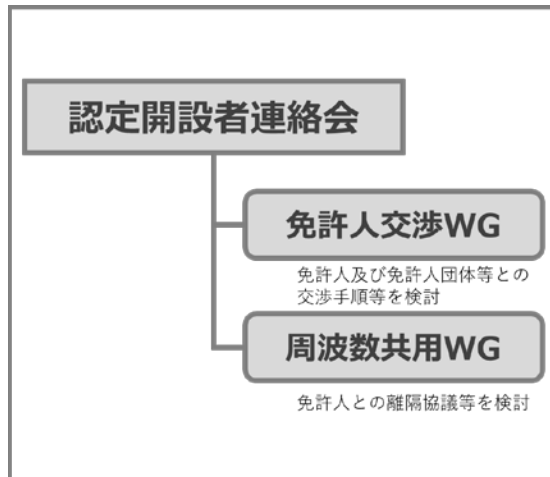 認定開設者連絡会
免許人交渉WG
免許人及び免許人団体等との
交渉手順等を検討
周波数共用WG
免許人との離隔協議等を検討